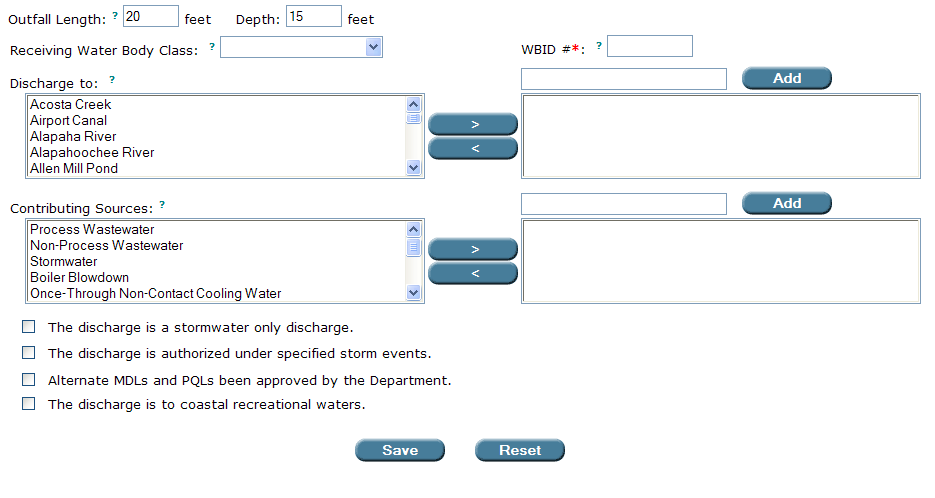 Outfall Length: ? 20 feet Depth: 15 feet
Receiving Water Body Class: ? WBID #*: ?
Discharge to: ? Add
Acosta Creek
Airport Canal
Alapaha River
Alapahoochee River
Allen Mill Pond
>
<
Contributing Sources: ? Add
Process Wastewater
Non-Process Wastewater
Stormwater
Boiler Blowdown
Once-Through Non-Contact Cooling Water
>
<
The discharge is a stormwater only discharge.
The discharge is authorized under specified storm events.
Alternate MDLs and PQLs been approved by the Department.
The discharge is to coastal recreational waters.
Save Reset